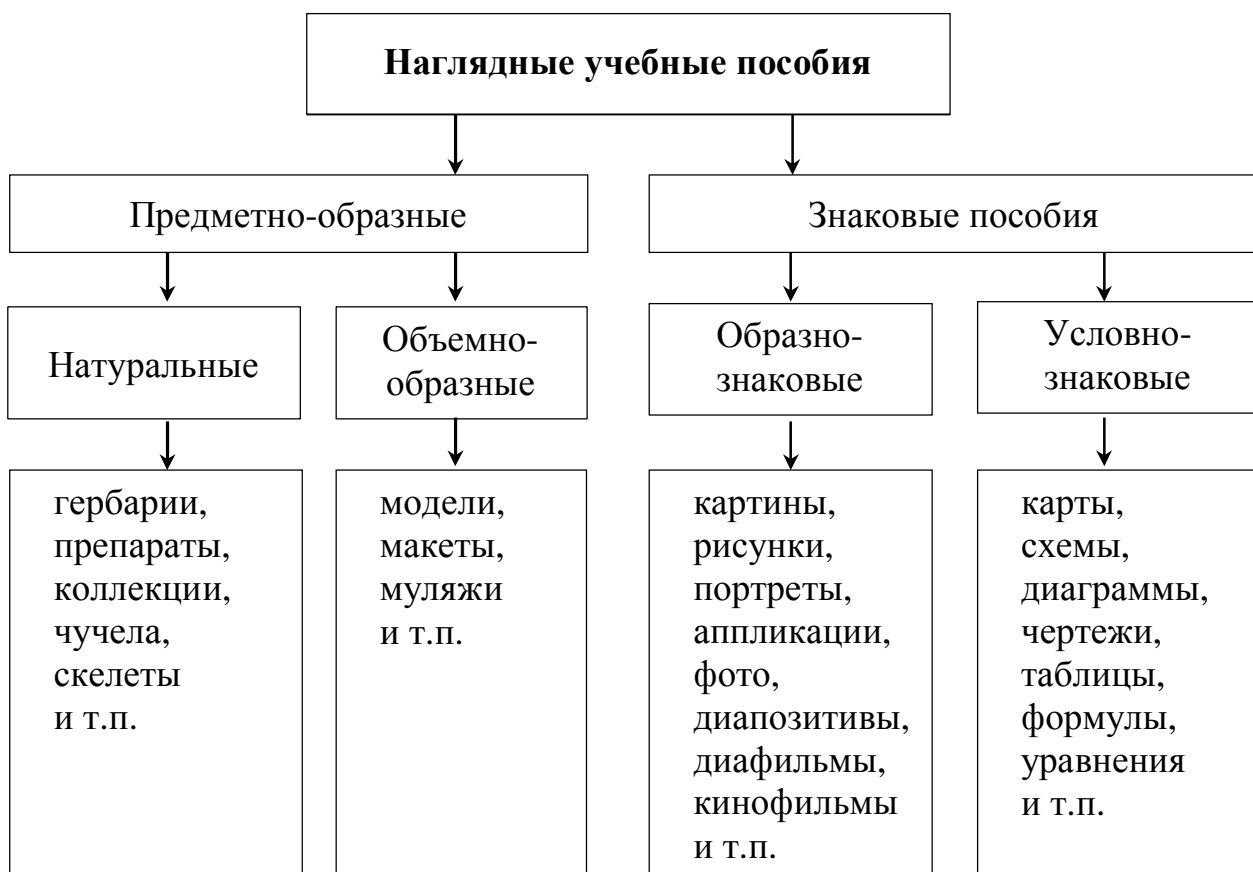 Наглядные учебные пособия
Предметно-образные
Знаковые пособия
Натуральные
Объемно-
образные
Образно-
знаковые
Условно-
знаковые
гербарии,
препараты,
коллекции,
чучела,
скелеты
и т.п.
модели,
макеты,
муляжи
и т.п.
картины,
рисунки,
портреты,
аппликации,
фото,
диапозитивы,
диафильмы,
кинофильмы
и т.п.
карты,
схемы,
диаграммы,
чертежи,
таблицы,
формулы,
уравнения
и т.п.